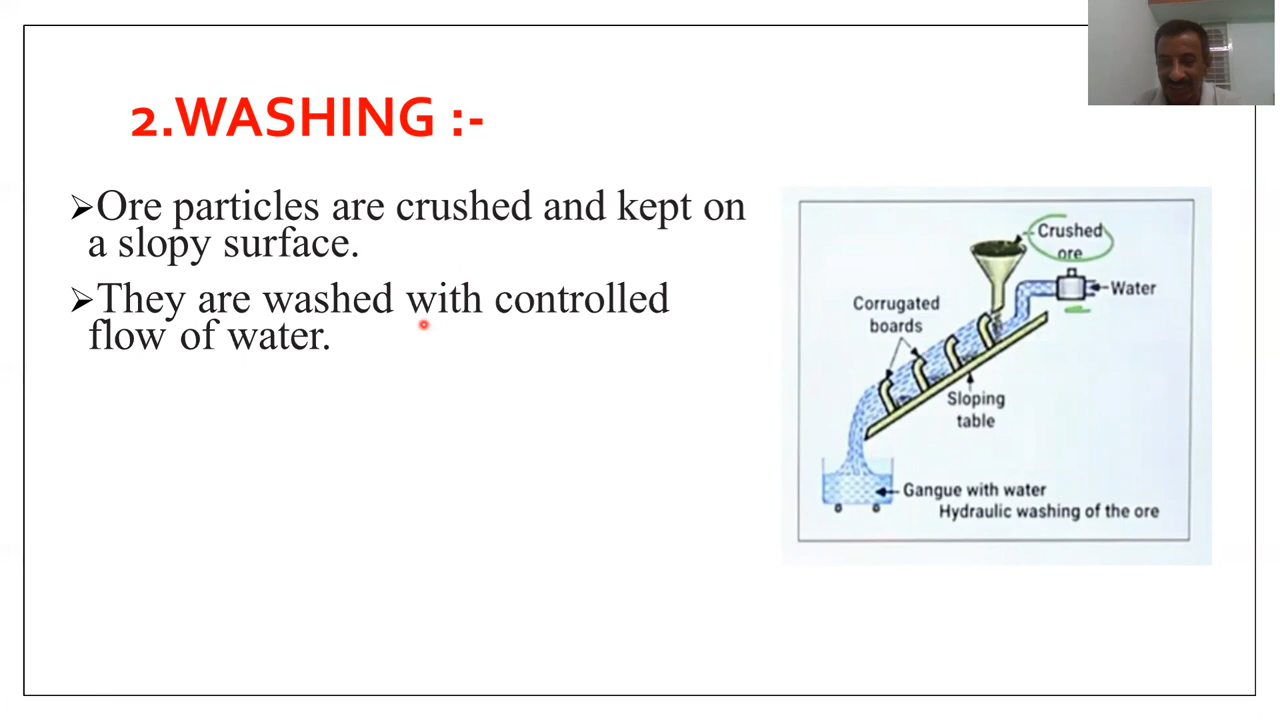 2.WASHING :-
➢Ore particles are crushed and kept on
a slopy surface.
➢They are washed with controlled
flow of water.
Crushed
ore
Water
Corrugated
boards
Sloping
table
Gangue with water
Hydraulic washing of the ore